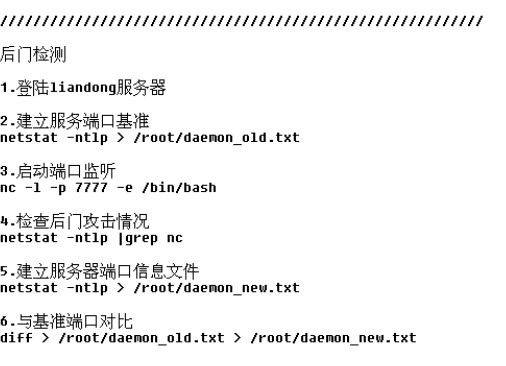 //////////////////////////////////////////////////////////
后门检测
1.登陆liandong服务器
2.建立服务端口基准
netstat -ntlp > /root/daemon_old.txt
3.启动端口监听
nc -l -p 7777 -e /bin/bash
4.检查后门攻击情况
netstat -ntlp |grep nc
5.建立服务器端口信息文件
netstat -ntlp > /root/daemon_new.txt
6.与基准端口对比
diff > /root/daemon_old.txt > /root/daemon_new.txt